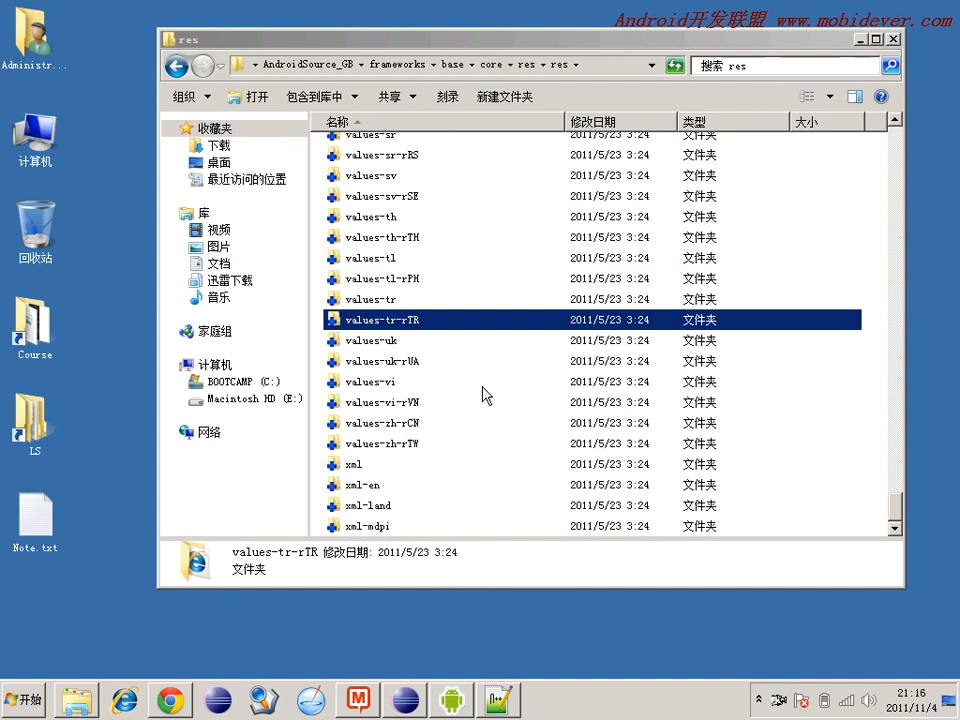 Android开发联盟 www.mobidever.com
Administr...
计算机
回收站
Course
LS
Note.txt
res
AndroidSource_GB frameworks base core res res
搜索 res
组织 打开 包含到库中 共享 刻录 新建文件夹
收藏夹
下载
桌面
最近访问的位置
库
视频
图片
文档
迅雷下载
音乐
家庭组
计算机
BOOTCAMP (C:)
Macintosh HD (E:)
网络
名称 修改日期 类型 大小
values-sr 2011/5/23 3:24 文件夹
values-sr-rRS 2011/5/23 3:24 文件夹
values-sv 2011/5/23 3:24 文件夹
values-sv-rSE 2011/5/23 3:24 文件夹
values-th 2011/5/23 3:24 文件夹
values-th-rTH 2011/5/23 3:24 文件夹
values-tl 2011/5/23 3:24 文件夹
values-tl-rPH 2011/5/23 3:24 文件夹
values-tr 2011/5/23 3:24 文件夹
values-tr-rTR 2011/5/23 3:24 文件夹
values-uk 2011/5/23 3:24 文件夹
values-uk-rUA 2011/5/23 3:24 文件夹
values-vi 2011/5/23 3:24 文件夹
values-vi-rVN 2011/5/23 3:24 文件夹
values-zh-rCN 2011/5/23 3:24 文件夹
values-zh-rTW 2011/5/23 3:24 文件夹
xml 2011/5/23 3:24 文件夹
xml-en 2011/5/23 3:24 文件夹
xml-land 2011/5/23 3:24 文件夹
xml-mdpi 2011/5/23 3:24 文件夹
values-tr-rTR 修改日期: 2011/5/23 3:24
文件夹
开始
21:16
2011/11/4